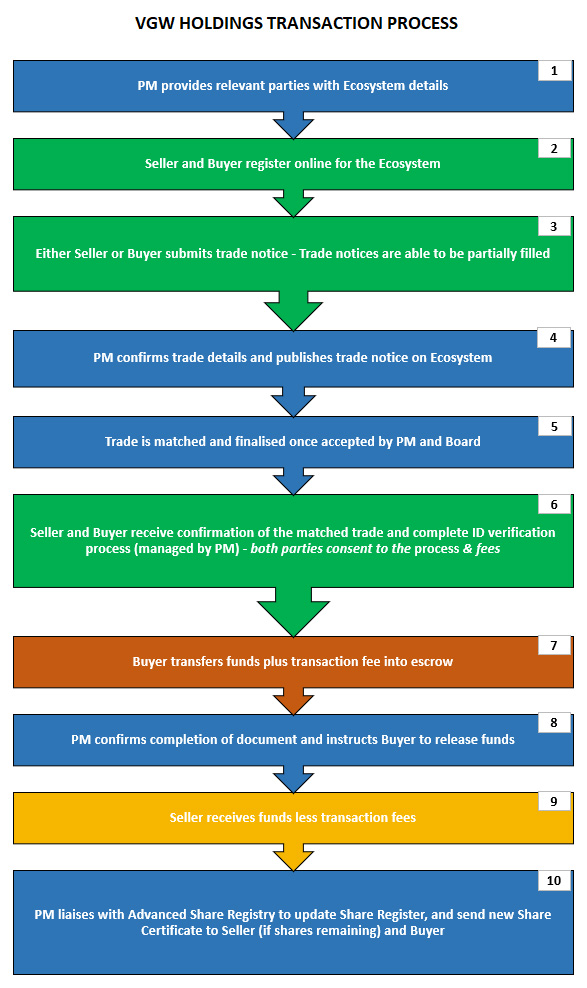 VGW HOLDINGS TRANSACTION PROCESS
1
PM provides relevant parties with Ecosystem details
2
Seller and Buyer register online for the Ecosystem
3
Either Seller or Buyer submits trade notice - Trade notices are able to be partially filled
4
PM confirms trade details and publishes trade notice on Ecosystem
5
Trade is matched and finalised once accepted by PM and Board
6
Seller and Buyer receive confirmation of the matched trade and complete ID verification
process (managed by PM) - both parties consent to the process & fees
7
Buyer transfers funds plus transaction fee into escrow
8
PM confirms completion of document and instructs Buyer to release funds
9
Seller receives funds less transaction fees
10
PM liaises with Advanced Share Registry to update Share Register, and send new Share
Certificate to Seller (if shares remaining) and Buyer